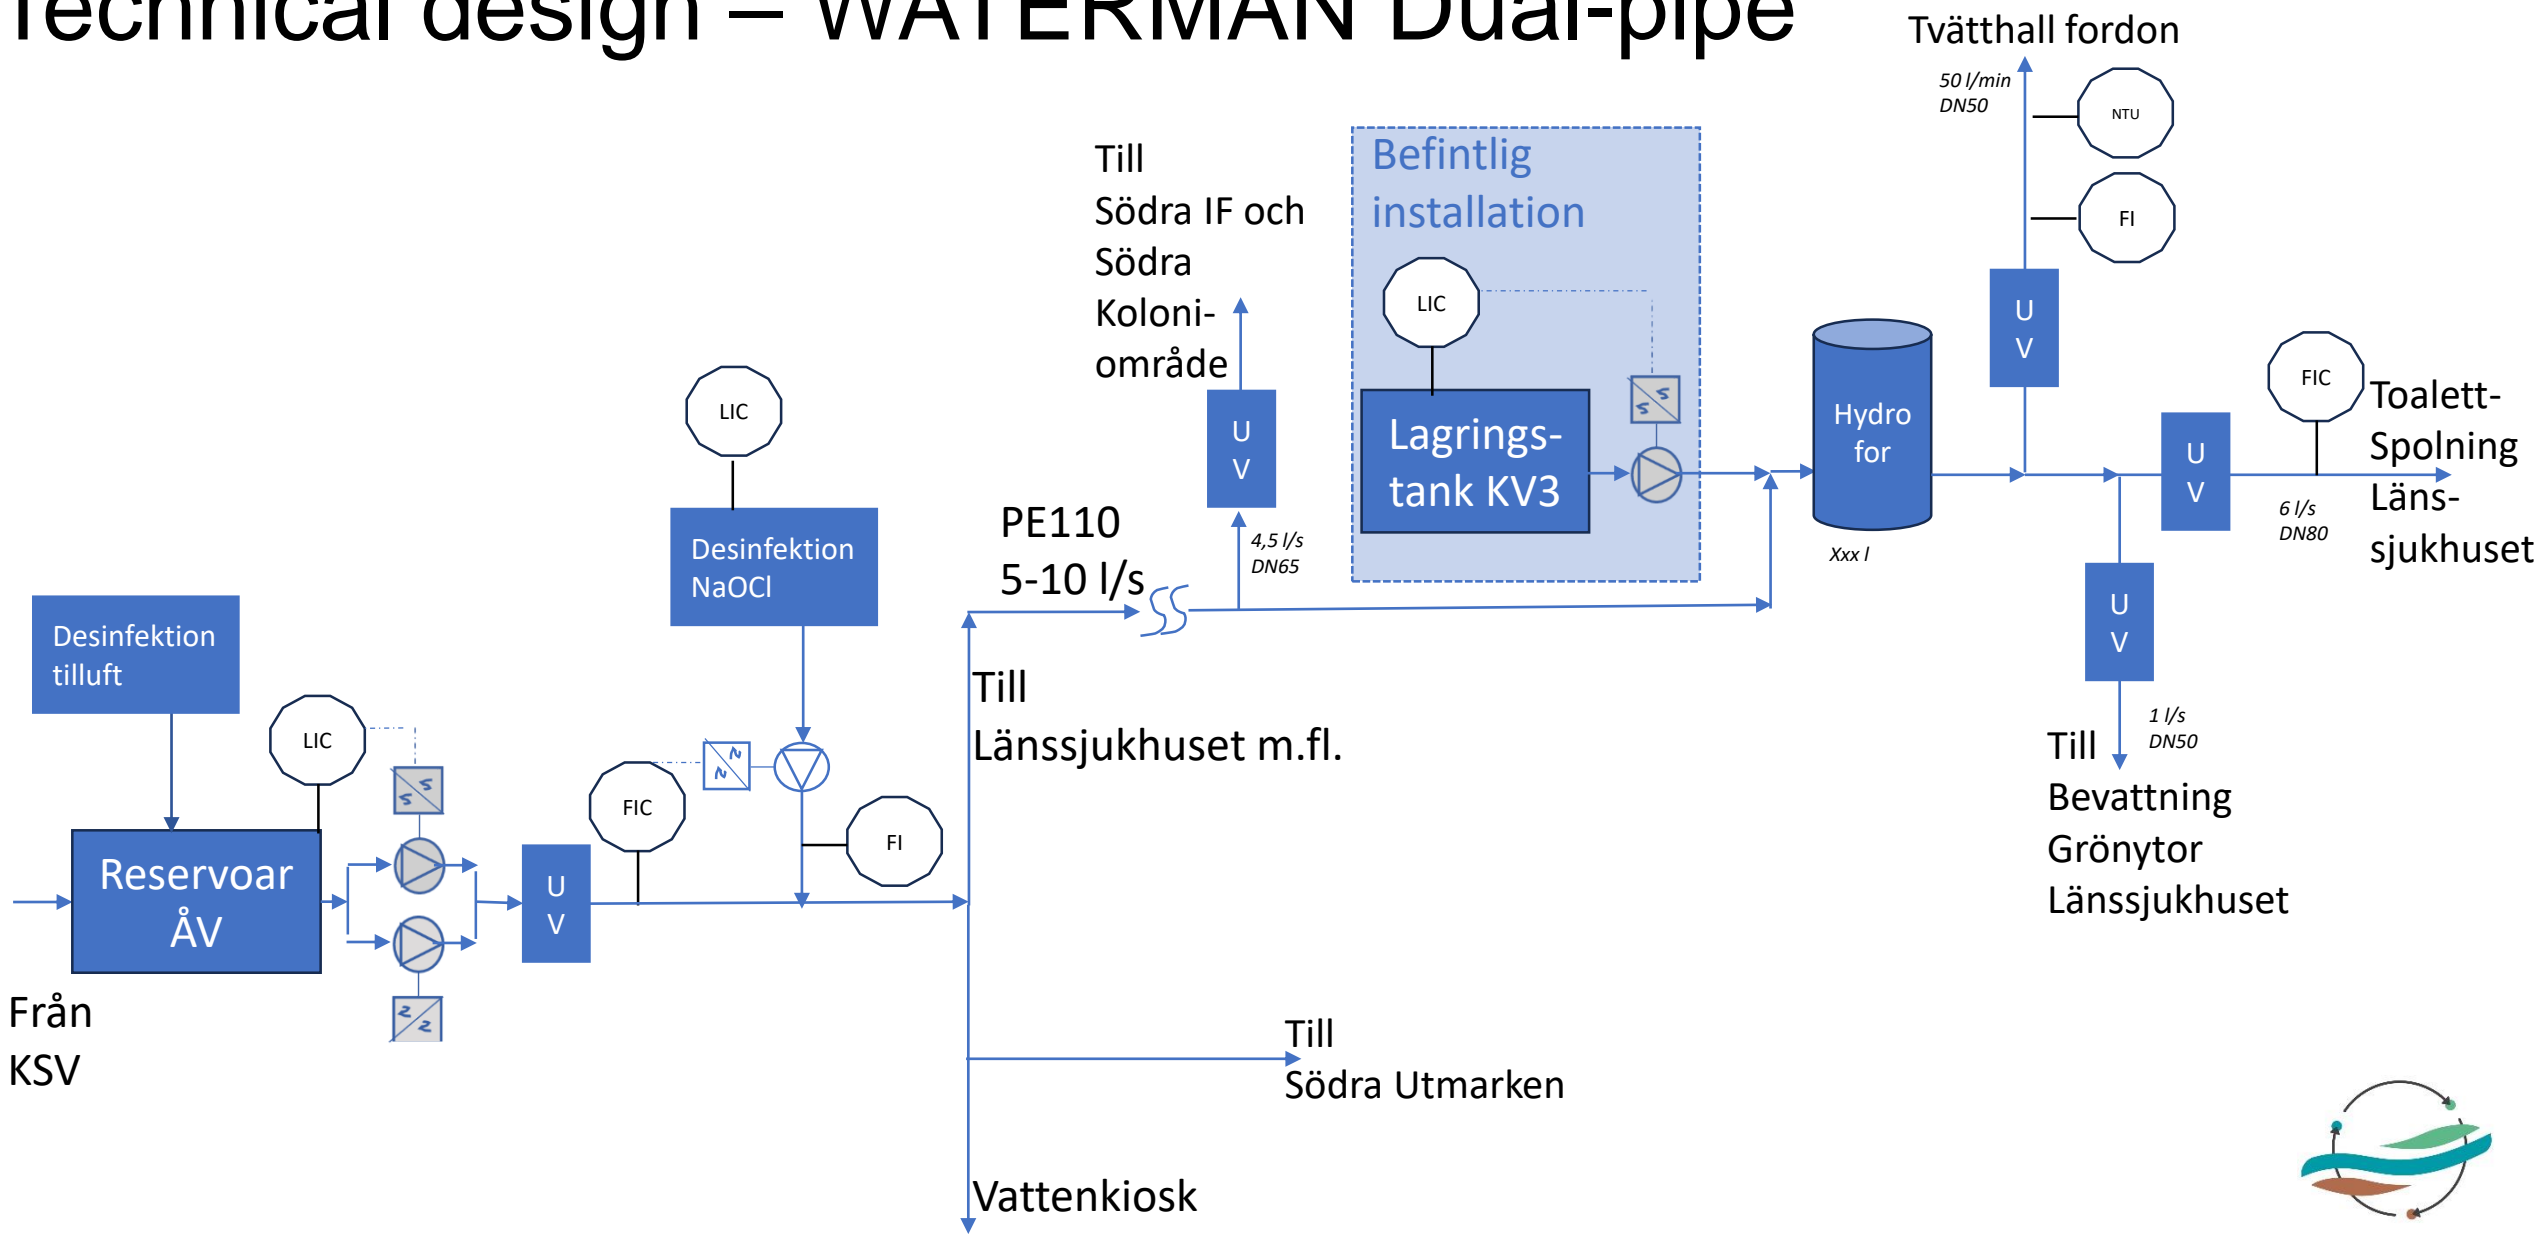 Technical design – WATERMAN Dual-pipe
Tvätthall fordon
50 l/min
DN50
NTU
FI
U
V
Till
Södra IF och
Södra
Koloni-
område
U
V
4,5 l/s
DN65
Befintlig
installation
LIC
Lagrings-
tank KV3
Hydro
for
Xxx l
FIC
U
V
6 l/s
DN80
Toalett-
Spolning
Läns-
sjukhuset
U
V
1 l/s
DN50
Till
Bevattning
Grönytor
Länssjukhuset
PE110
5-10 l/s
LIC
Desinfektion
NaOCl
Desinfektion
tilluft
LIC
Reservoar
ÅV
Från
KSV
U
V
FIC
FI
Till
Länssjukhuset m.fl.
Till
Södra Utmarken
Vattenkiosk